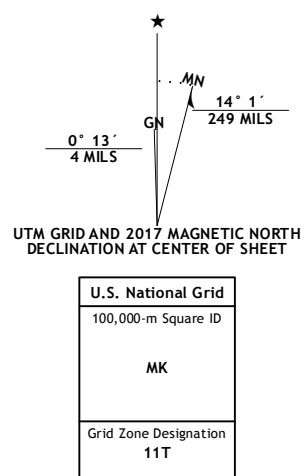 ★
MN
GN
14° 1´
249 MILS
0° 13´
4 MILS
UTM GRID AND 2017 MAGNETIC NORTH
DECLINATION AT CENTER OF SHEET
U.S. National Grid
100,000-m Square ID
MK
Grid Zone Designation
11T